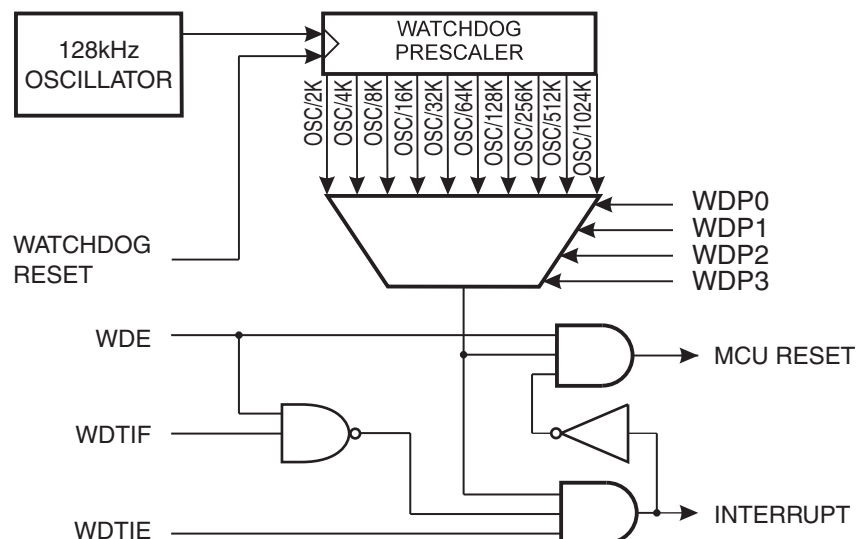 128kHz
OSCILLATOR
WATCHDOG
PRESCALER
OSC/2K
OSC/4K
OSC/8K
OSC/16K
OSC/32K
OSC/64K
OSC/128K
OSC/256K
OSC/512K
OSC/1024K
WATCHDOG
RESET
WDP0
WDP1
WDP2
WDP3
WDE
MCU RESET
WDTIF
INTERRUPT
WDTIE